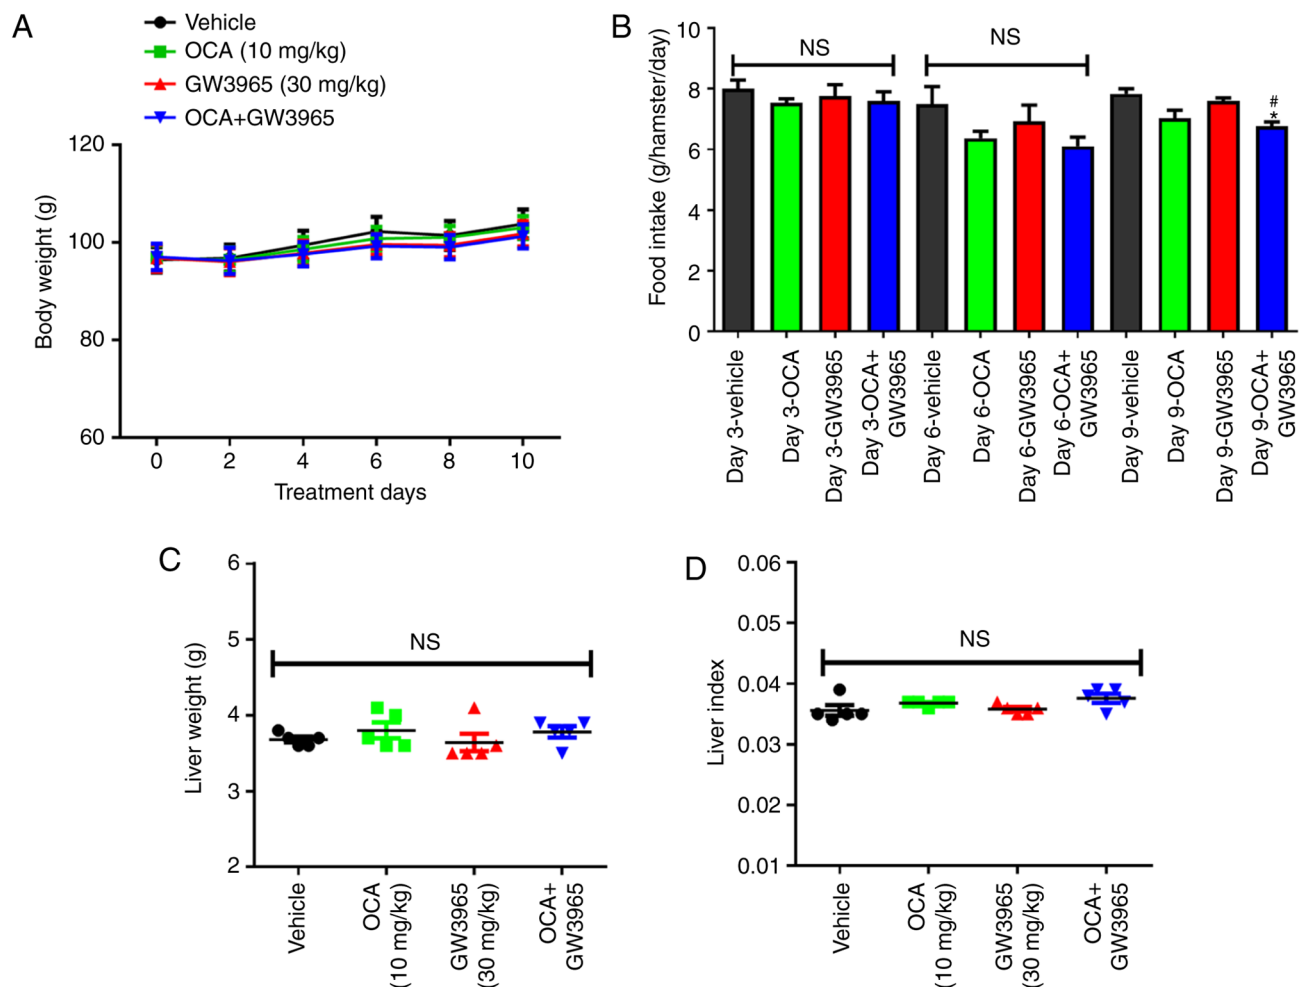 A
Vehicle
OCA (10 mg/kg)
GW3965 (30 mg/kg)
OCA+GW3965
120
100
80
60
Body weight (g)
0 2 4 6 8 10
Treatment days
B
10
8
6
4
2
0
Food intake (g/hamster/day)
NS
NS
#
*
Day 3-vehicle
Day 3-OCA
Day 3-GW3965
Day 3-OCA+
GW3965
Day 6-vehicle
Day 6-OCA
Day 6-GW3965
Day 6-OCA+
GW3965
Day 9-vehicle
Day 9-OCA
Day 9-GW3965
Day 9-OCA+
GW3965
C
6
5
4
3
2
Liver weight (g)
NS
Vehicle
OCA
(10 mg/kg)
GW3965
(30 mg/kg)
OCA+
GW3965
D
0.06
0.05
0.04
0.03
0.02
0.01
Liver index
NS
Vehicle
OCA
(10 mg/kg)
GW3965
(30 mg/kg)
OCA+
GW3965